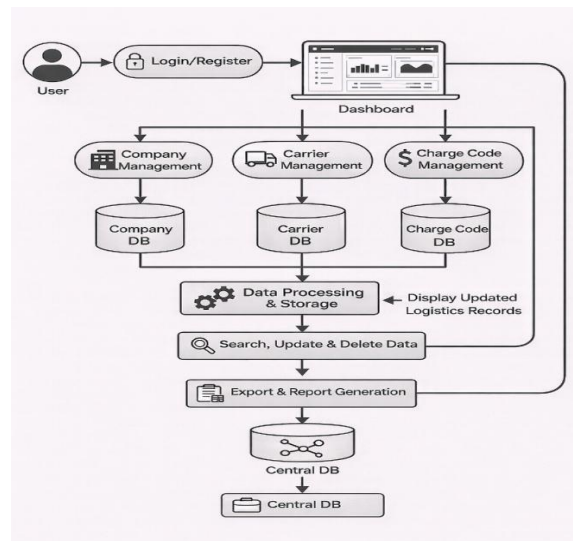 Login/Register
User
Dashboard
Company
Management
Carrier
Management
$ Charge Code
Management
Company
DB
Carrier
DB
Charge Code
DB
Data Processing
& Storage
Display Updated
Logistics Records
Search, Update & Delete Data
Export & Report Generation
Central DB
Central DB